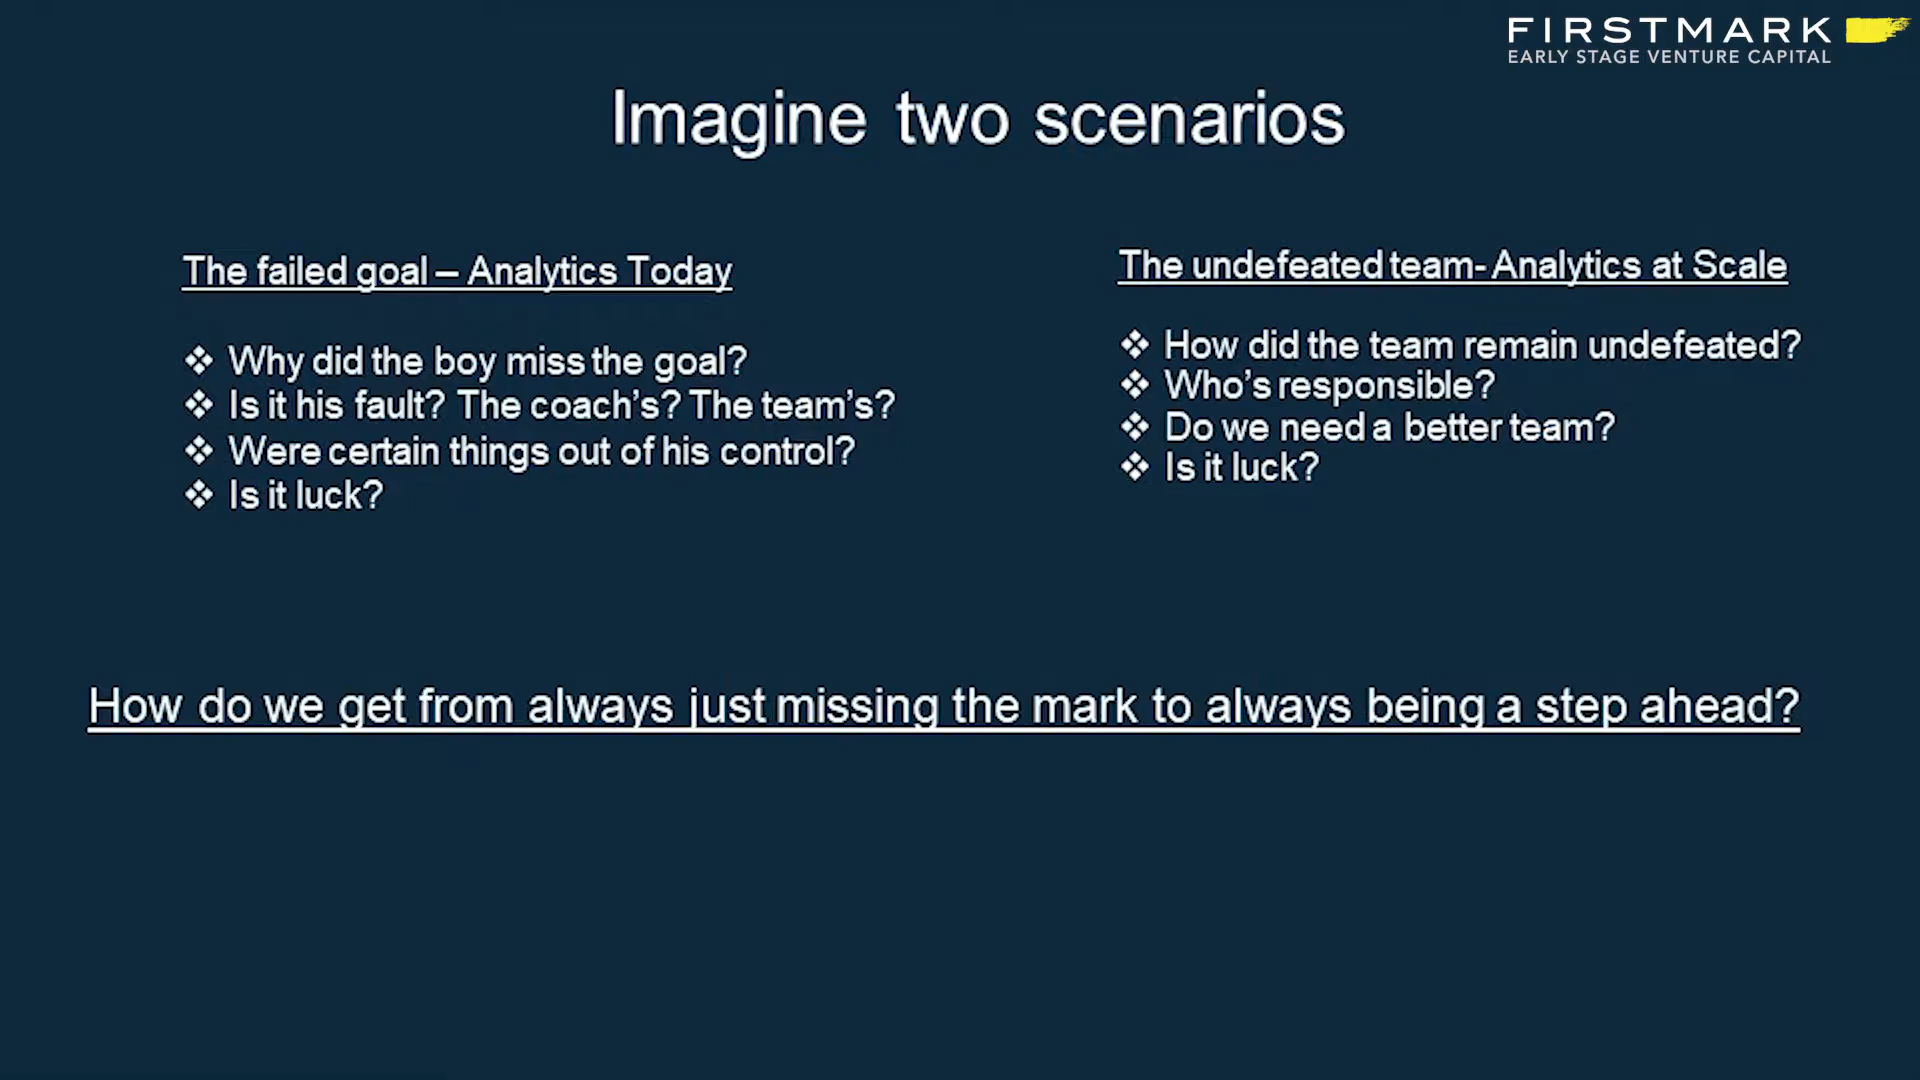 FIRSTMARK
EARLY STAGE VENTURE CAPITAL
Imagine two scenarios
The failed goal – Analytics Today
❖ Why did the boy miss the goal?
❖ Is it his fault? The coach's? The team's?
❖ Were certain things out of his control?
❖ Is it luck?
The undefeated team- Analytics at Scale
❖ How did the team remain undefeated?
❖ Who's responsible?
❖ Do we need a better team?
❖ Is it luck?
How do we get from always just missing the mark to always being a step ahead?